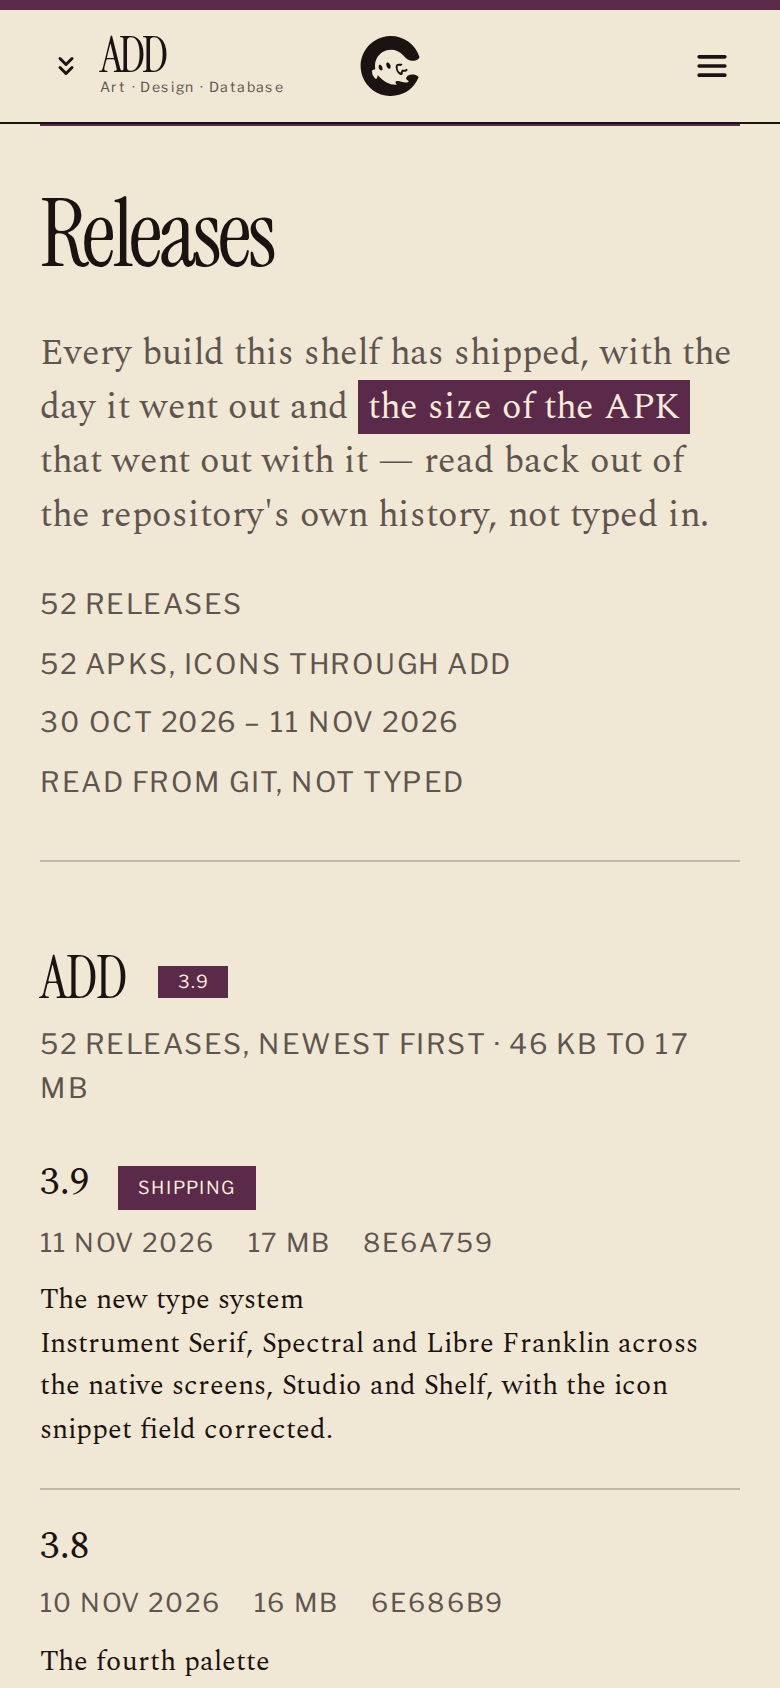 ADD
Art · Design · Database
Releases
Every build this shelf has shipped, with the
day it went out and the size of the APK
that went out with it — read back out of
the repository's own history, not typed in.
52 RELEASES
52 APKS, ICONS THROUGH ADD
30 OCT 2026 – 11 NOV 2026
READ FROM GIT, NOT TYPED
ADD 3.9
52 RELEASES, NEWEST FIRST · 46 KB TO 17
MB
3.9 SHIPPING
11 NOV 2026 17 MB 8E6A759
The new type system
Instrument Serif, Spectral and Libre Franklin across
the native screens, Studio and Shelf, with the icon
snippet field corrected.
3.8
10 NOV 2026 16 MB 6E686B9
The fourth palette